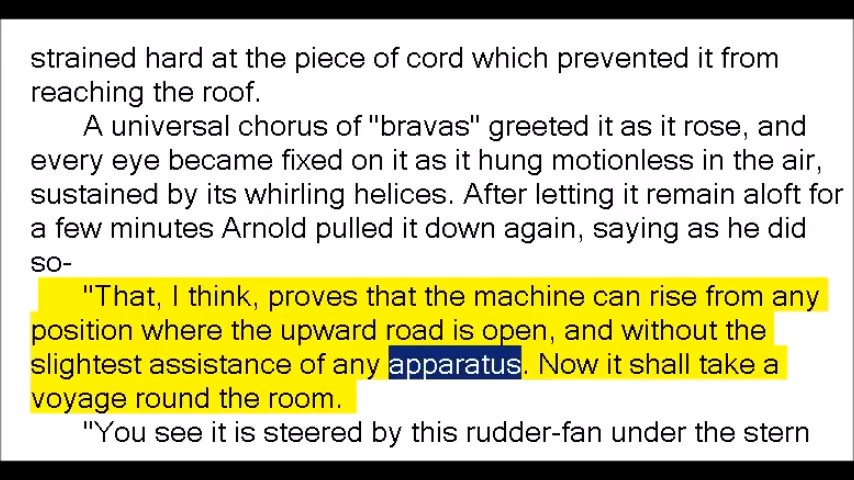 strained hard at the piece of cord which prevented it from
reaching the roof.
A universal chorus of "bravas" greeted it as it rose, and
every eye became fixed on it as it hung motionless in the air,
sustained by its whirling helices. After letting it remain aloft for
a few minutes Arnold pulled it down again, saying as he did
so-
"That, I think, proves that the machine can rise from any
position where the upward road is open, and without the
slightest assistance of any apparatus. Now it shall take a
voyage round the room.
"You see it is steered by this rudder-fan under the stern